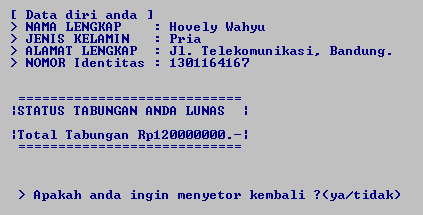 [ Data diri anda ]
> NAMA LENGKAP    : Hovely Wahyu
> JENIS KELAMIN   : Pria
> ALAMAT LENGKAP  : Jl. Telekomunikasi, Bandung.
> NOMOR Identitas : 1301164167
============================
|STATUS TABUNGAN ANDA LUNAS  |
|Total Tabungan Rp120000000.-|
============================
> Apakah anda ingin menyetor kembali ?(ya/tidak)